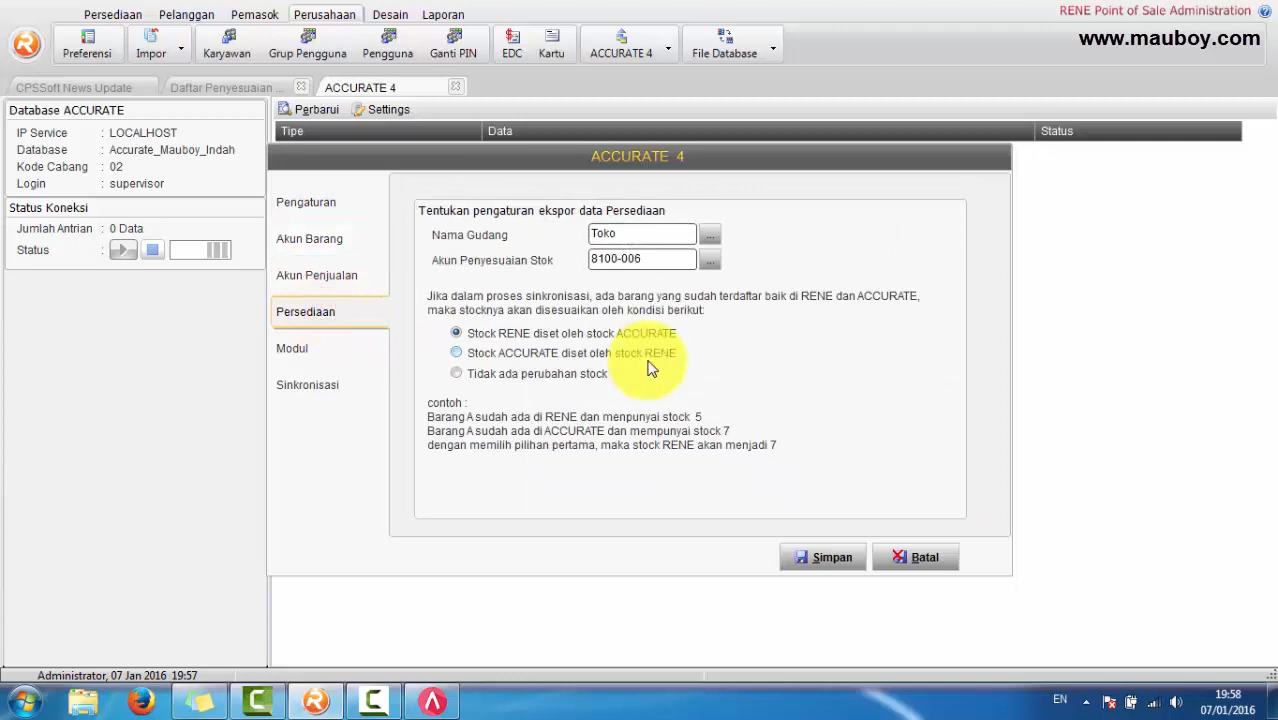 Persediaan Pelanggan Pemasok Perusahaan Desain Laporan
RENE Point of Sale Administration
www.mauboy.com
Preferensi Impor Karyawan Grup Pengguna Pengguna Ganti PIN EDC Kartu ACCURATE 4 File Database
CPSSoft News Update Daftar Penyesuaian ... ACCURATE 4
Database ACCURATE
IP Service : LOCALHOST
Database : Accurate_Mauboy_Indah
Kode Cabang : 02
Login : supervisor
Status Koneksi
Jumlah Antrian : 0 Data
Status :
Perbarui Settings
Tipe Data Status
ACCURATE 4
Pengaturan
Akun Barang
Akun Penjualan
Persediaan
Modul
Sinkronisasi
Tentukan pengaturan ekspor data Persediaan
Nama Gudang Toko ...
Akun Penyesuaian Stok 8100-006 ...
Jika dalam proses sinkronisasi, ada barang yang sudah terdaftar baik di RENE dan ACCURATE,
maka stocknya akan disesuaikan oleh kondisi berikut:
Stock RENE diset oleh stock ACCURATE
Stock ACCURATE diset oleh stock RENE
Tidak ada perubahan stock
contoh :
Barang A sudah ada di RENE dan menpunyai stock 5
Barang A sudah ada di ACCURATE dan mempunyai stock 7
dengan memilih pilihan pertama, maka stock RENE akan menjadi 7
Simpan Batal
Administrator, 07 Jan 2016 19:57
EN
19:58
07/01/2016